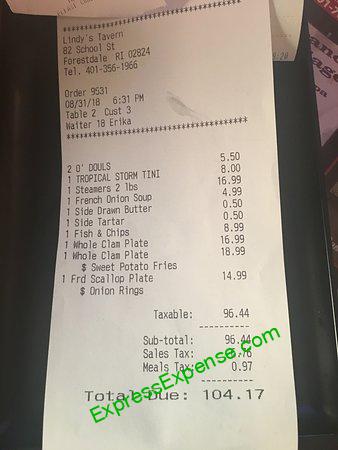 ****************************
Lindy's Tavern
82 School St
Forestdale RI 02824
Tel. 401-356-1966
Order 9531
08/31/18 6:31 PM
Table 2 Cust 3
Waiter 18 Erika
****************************
2 O' DOULS 5.50
1 TROPICAL STORM TINI 8.00
1 Steamers 2 lbs 16.99
1 French Onion Soup 4.99
1 Side Drawn Butter 0.50
1 Side Tartar 0.50
1 Fish & Chips 8.99
1 Whole Clam Plate 16.99
1 Whole Clam Plate 18.99
$ Sweet Potato Fries
1 Frd Scallop Plate 14.99
$ Onion Rings
Taxable: 96.44
-----------
Sub-total: 96.44
Sales Tax:
Meals Tax: 0.97
-----------
Total Due: 104.17
ExpressExpense.com